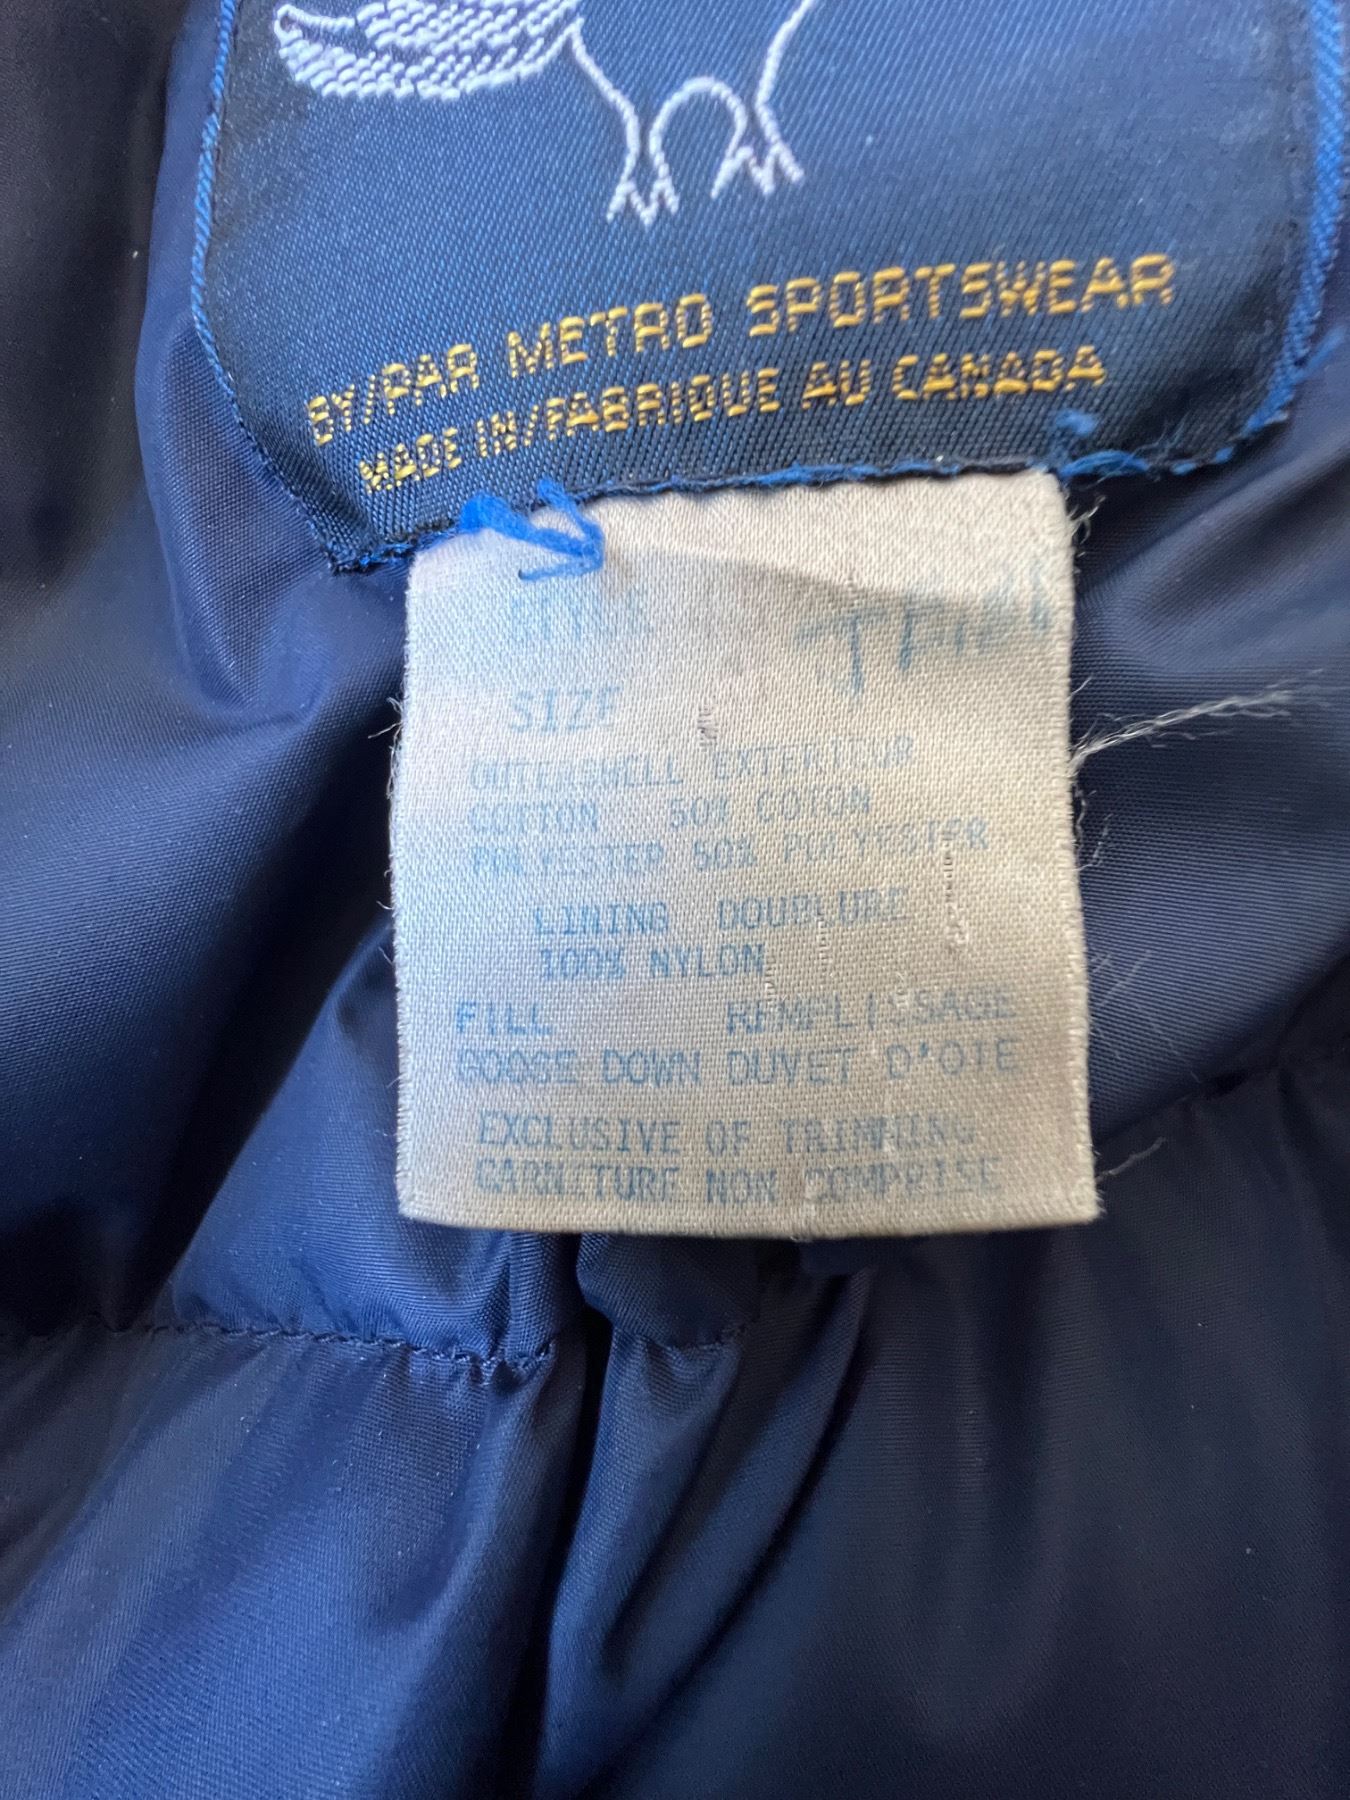 BY/PAR METRO SPORTSWEAR
MADE IN/FABRIQUE AU CANADA
STYLE
SIZE
OUTERSHELL EXTERIEUR
COTTON 50% COTON
POLYESTER 50% POLYESTER
LINING DOUBLURE
100% NYLON
FILL REMPLISSAGE
GOOSE DOWN DUVET D'OIE
EXCLUSIVE OF TRIMMING
GARNITURE NON COMPRISE